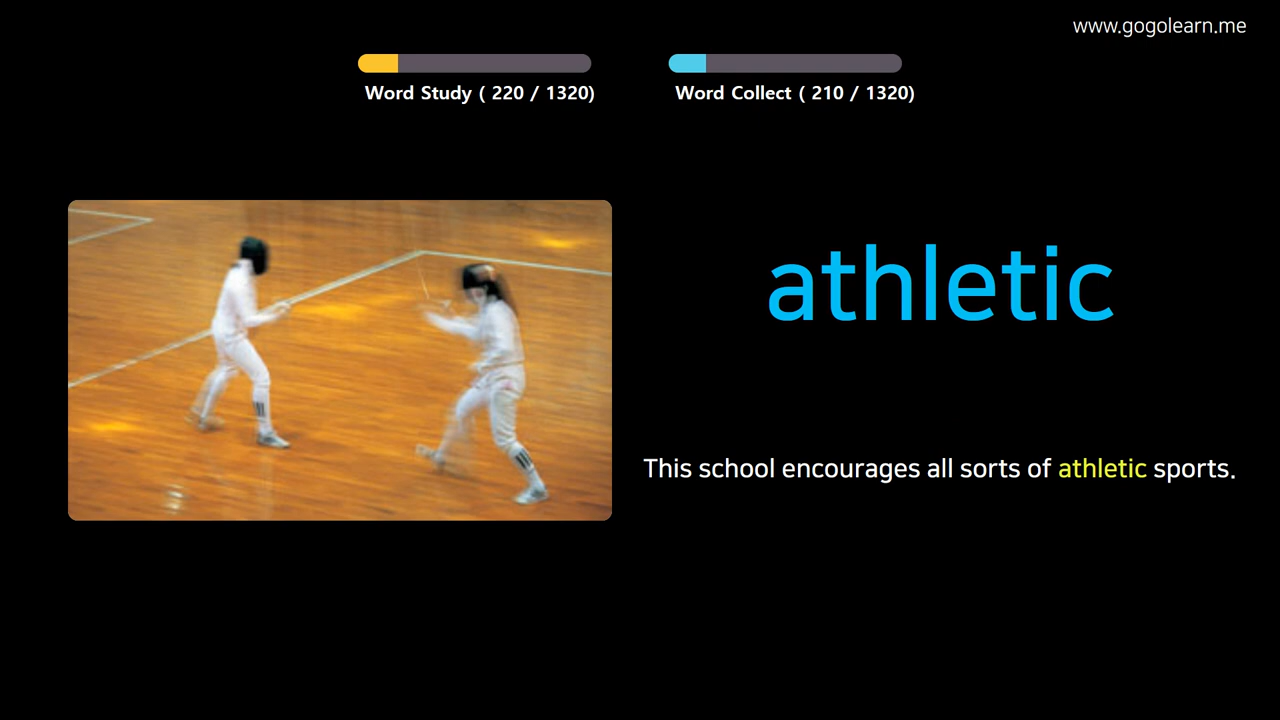 www.gogolearn.me
Word Study ( 220 / 1320)
Word Collect ( 210 / 1320)
athletic
This school encourages all sorts of athletic sports.